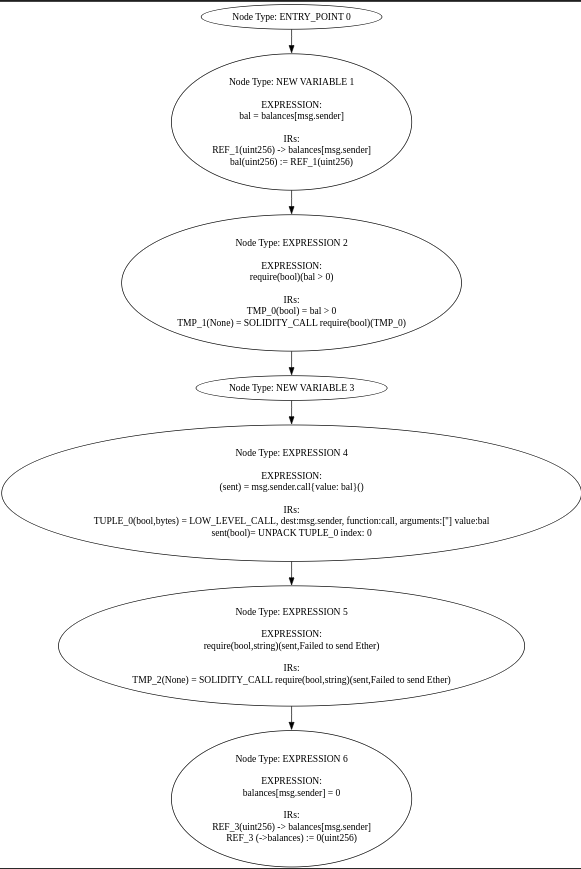 Node Type: ENTRY_POINT 0
Node Type: NEW VARIABLE 1
EXPRESSION:
bal = balances[msg.sender]
IRs:
REF_1(uint256) -> balances[msg.sender]
bal(uint256) := REF_1(uint256)
Node Type: EXPRESSION 2
EXPRESSION:
require(bool)(bal > 0)
IRs:
TMP_0(bool) = bal > 0
TMP_1(None) = SOLIDITY_CALL require(bool)(TMP_0)
Node Type: NEW VARIABLE 3
Node Type: EXPRESSION 4
EXPRESSION:
(sent) = msg.sender.call{value: bal}()
IRs:
TUPLE_0(bool,bytes) = LOW_LEVEL_CALL, dest:msg.sender, function:call, arguments:[''] value:bal
sent(bool)= UNPACK TUPLE_0 index: 0
Node Type: EXPRESSION 5
EXPRESSION:
require(bool,string)(sent,Failed to send Ether)
IRs:
TMP_2(None) = SOLIDITY_CALL require(bool,string)(sent,Failed to send Ether)
Node Type: EXPRESSION 6
EXPRESSION:
balances[msg.sender] = 0
IRs:
REF_3(uint256) -> balances[msg.sender]
REF_3 (->balances) := 0(uint256)